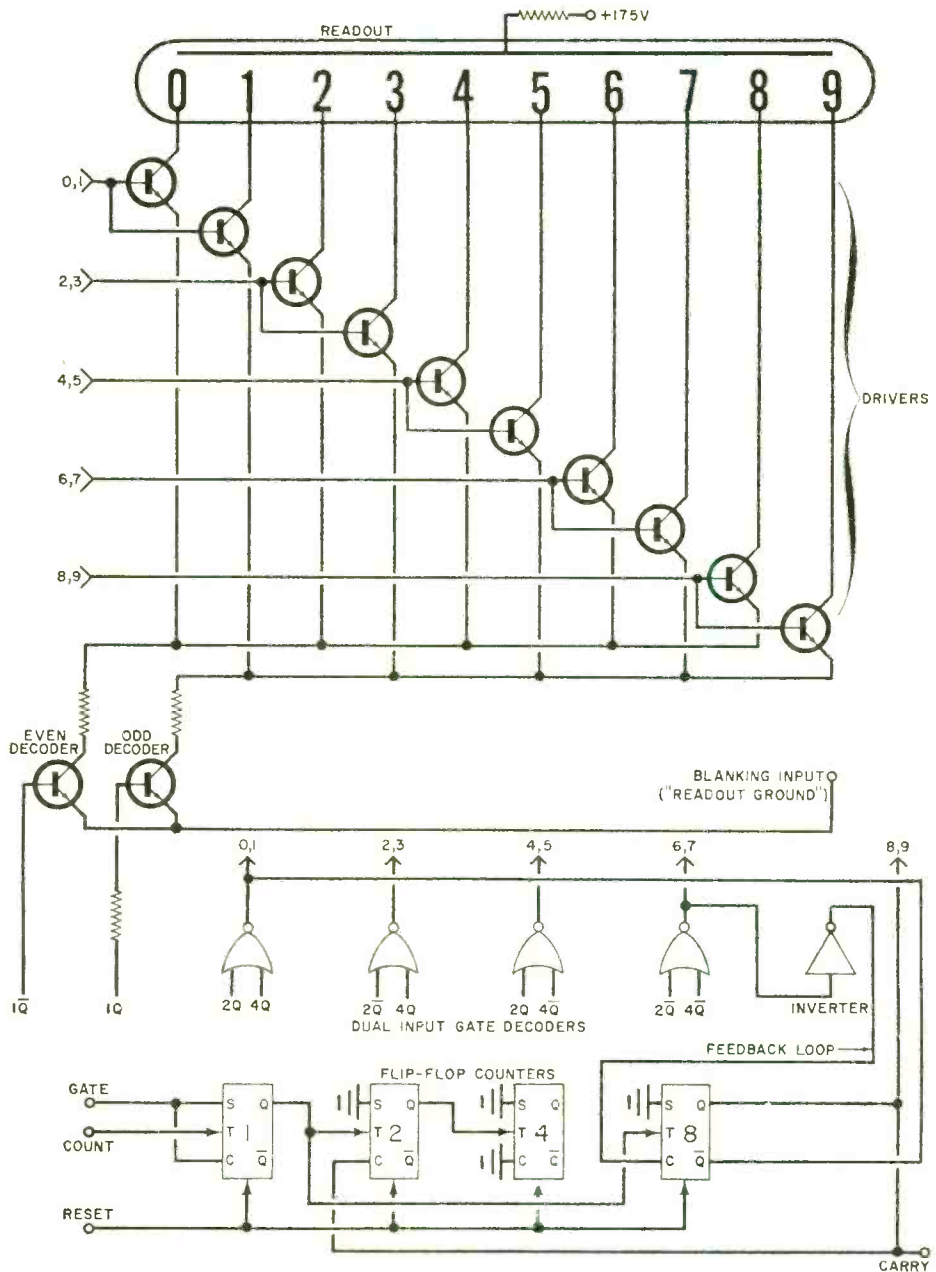 +175V
READOUT
0 1 2 3 4 5 6 7 8 9
0,1
2,3
4,5
DRIVERS
6,7
8,9
EVEN
DECODER
ODD
DECODER
BLANKING INPUT
("READOUT GROUND")
0,1 2,3 4,5 6,7 8,9
1Q̅ 1Q
2Q 4Q 2Q̅ 4Q 2Q 4Q̅ 2Q̅ 4Q̅
INVERTER
DUAL INPUT GATE DECODERS
FEEDBACK LOOP
FLIP-FLOP COUNTERS
GATE
COUNT
S Q S Q S Q S Q
T 1 T 2 T 4 T 8
C Q̅ C Q̅ C Q̅ C Q̅
RESET
CARRY